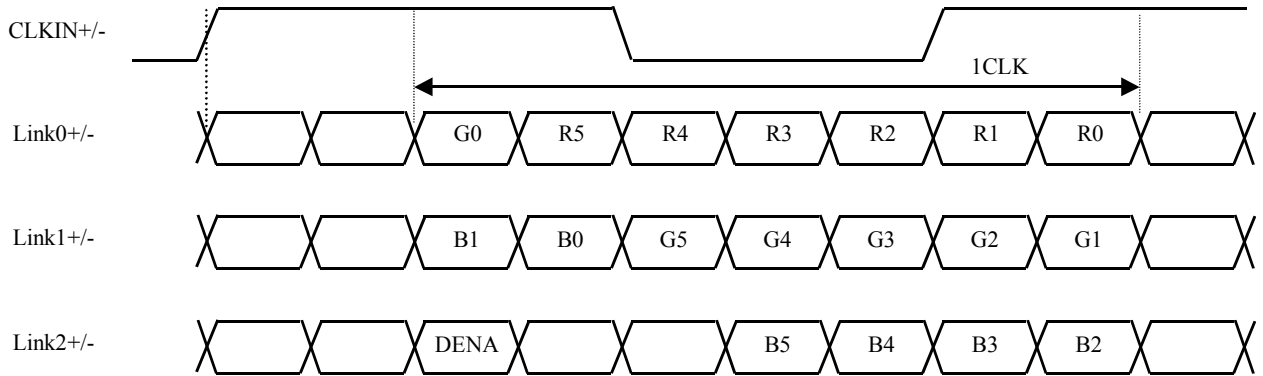 CLKIN+/-
1CLK
Link0+/- G0 R5 R4 R3 R2 R1 R0
Link1+/- B1 B0 G5 G4 G3 G2 G1
Link2+/- DENA B5 B4 B3 B2